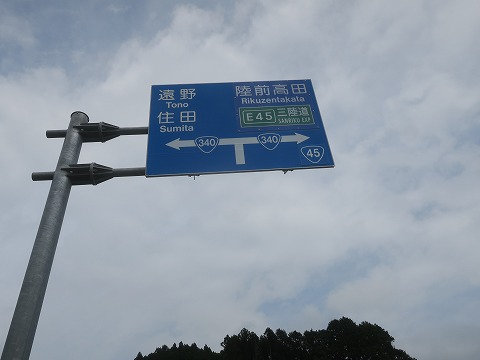 遠野
Tono
住田
Sumita
陸前高田
Rikuzentakata
E45 三陸道
SANRIKU EXP
340
340
45